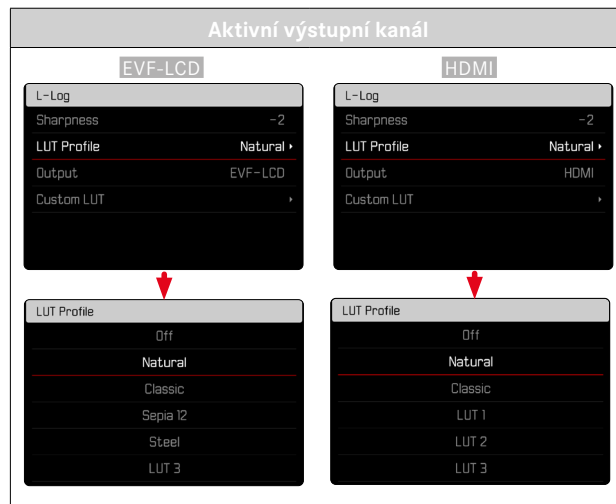 Aktivní výstupní kanál
EVF-LCD
L-Log
Sharpness -2
LUT Profile Natural
Output EVF-LCD
Custom LUT
LUT Profile
Off
Natural
Classic
Sepia 12
Steel
LUT 3
HDMI
L-Log
Sharpness -2
LUT Profile Natural
Output HDMI
Custom LUT
LUT Profile
Off
Natural
Classic
LUT 1
LUT 2
LUT 3